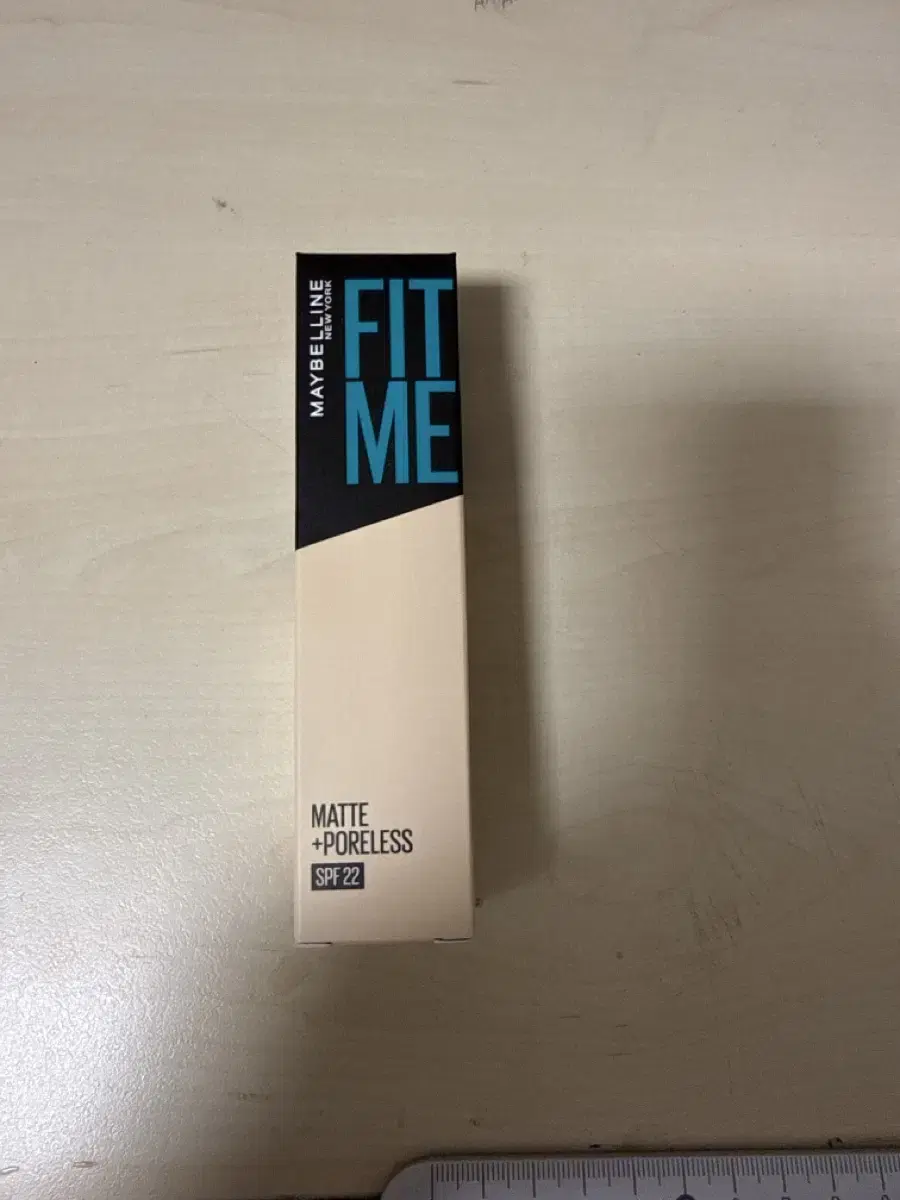 MAYBELLINE
NEW YORK
FIT
ME
MATTE
+PORELESS
SPF 22